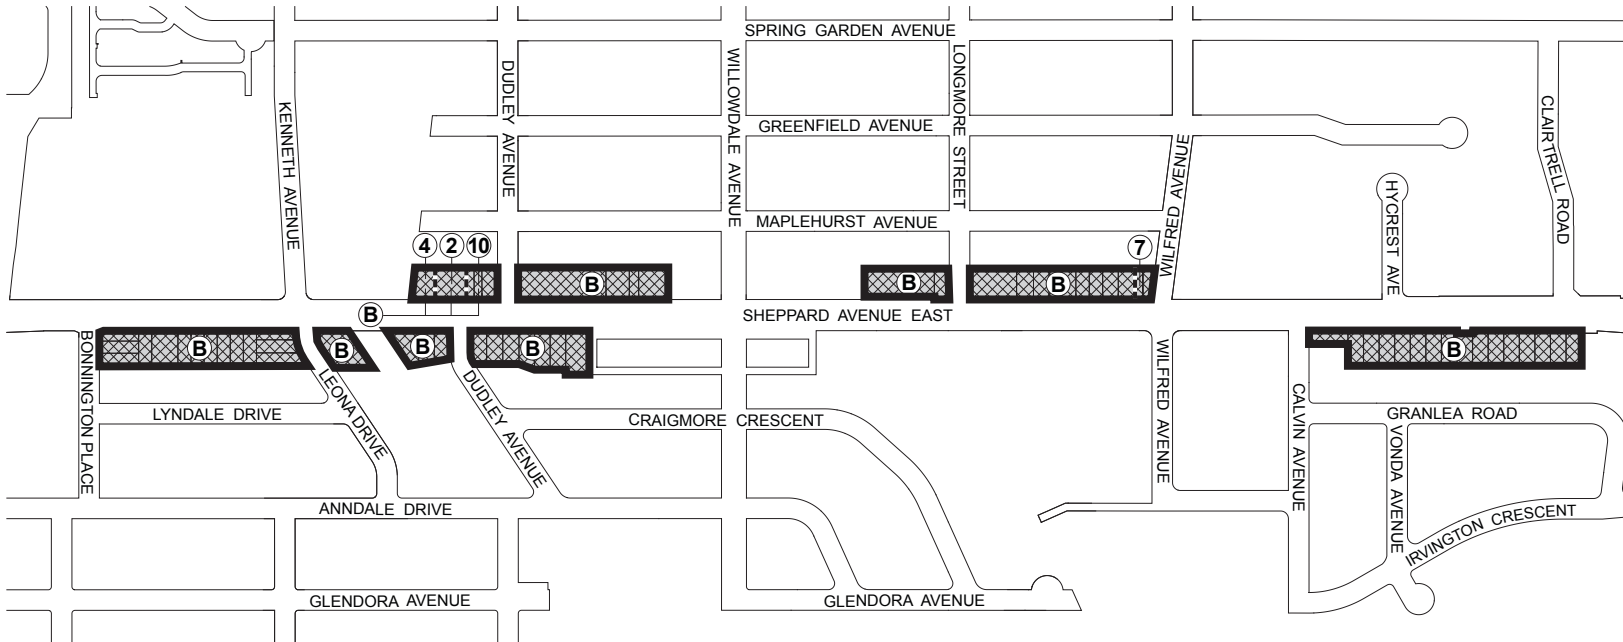 SPRING GARDEN AVENUE
KENNETH AVENUE
DUDLEY AVENUE
WILLOWDALE AVENUE
LONGMORE STREET
GREENFIELD AVENUE
WILFRED AVENUE
CLAIRTRELL ROAD
HYCREST AVE
MAPLEHURST AVENUE
4
2
10
7
B
B
B
B
SHEPPARD AVENUE EAST
B
B
B
B
B
BONNINGTON PLACE
LEONA DRIVE
DUDLEY AVENUE
WILFRED AVENUE
CALVIN AVENUE
LYNDALE DRIVE
CRAIGMORE CRESCENT
GRANLEA ROAD
VONDA AVENUE
ANNDALE DRIVE
IRVINGTON CRESCENT
GLENDORA AVENUE
GLENDORA AVENUE